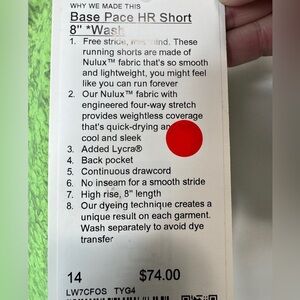 WHY WE MADE THIS
Base Pace HR Short
8" *Wash
1. Free stride, mind. These
running shorts are made of
Nulux™ fabric that's so smooth
and lightweight, you might feel
like you can run forever
2. Our Nulux™ fabric with
engineered four-way stretch
provides weightless coverage
that's quick-drying and
cool and sleek
3. Added Lycra®
4. Back pocket
5. Continuous drawcord
6. No inseam for a smooth stride
7. High rise, 8" length
8. Our dyeing technique creates a
unique result on each garment.
Wash separately to avoid dye
transfer
14 $74.00
LW7CFOS TYG4